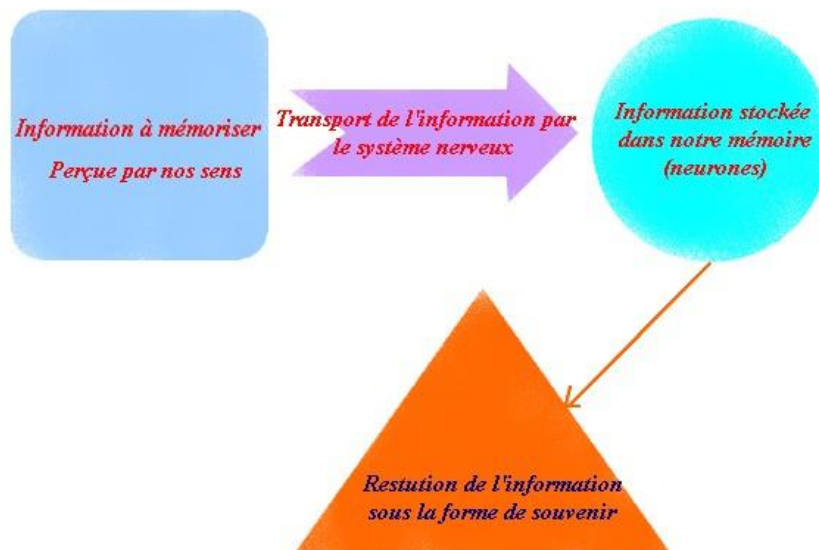 Information à mémoriser
Perçue par nos sens
Transport de l'information par
le système nerveux
Information stockée
dans notre mémoire
(neurones)
Restution de l'information
sous la forme de souvenir